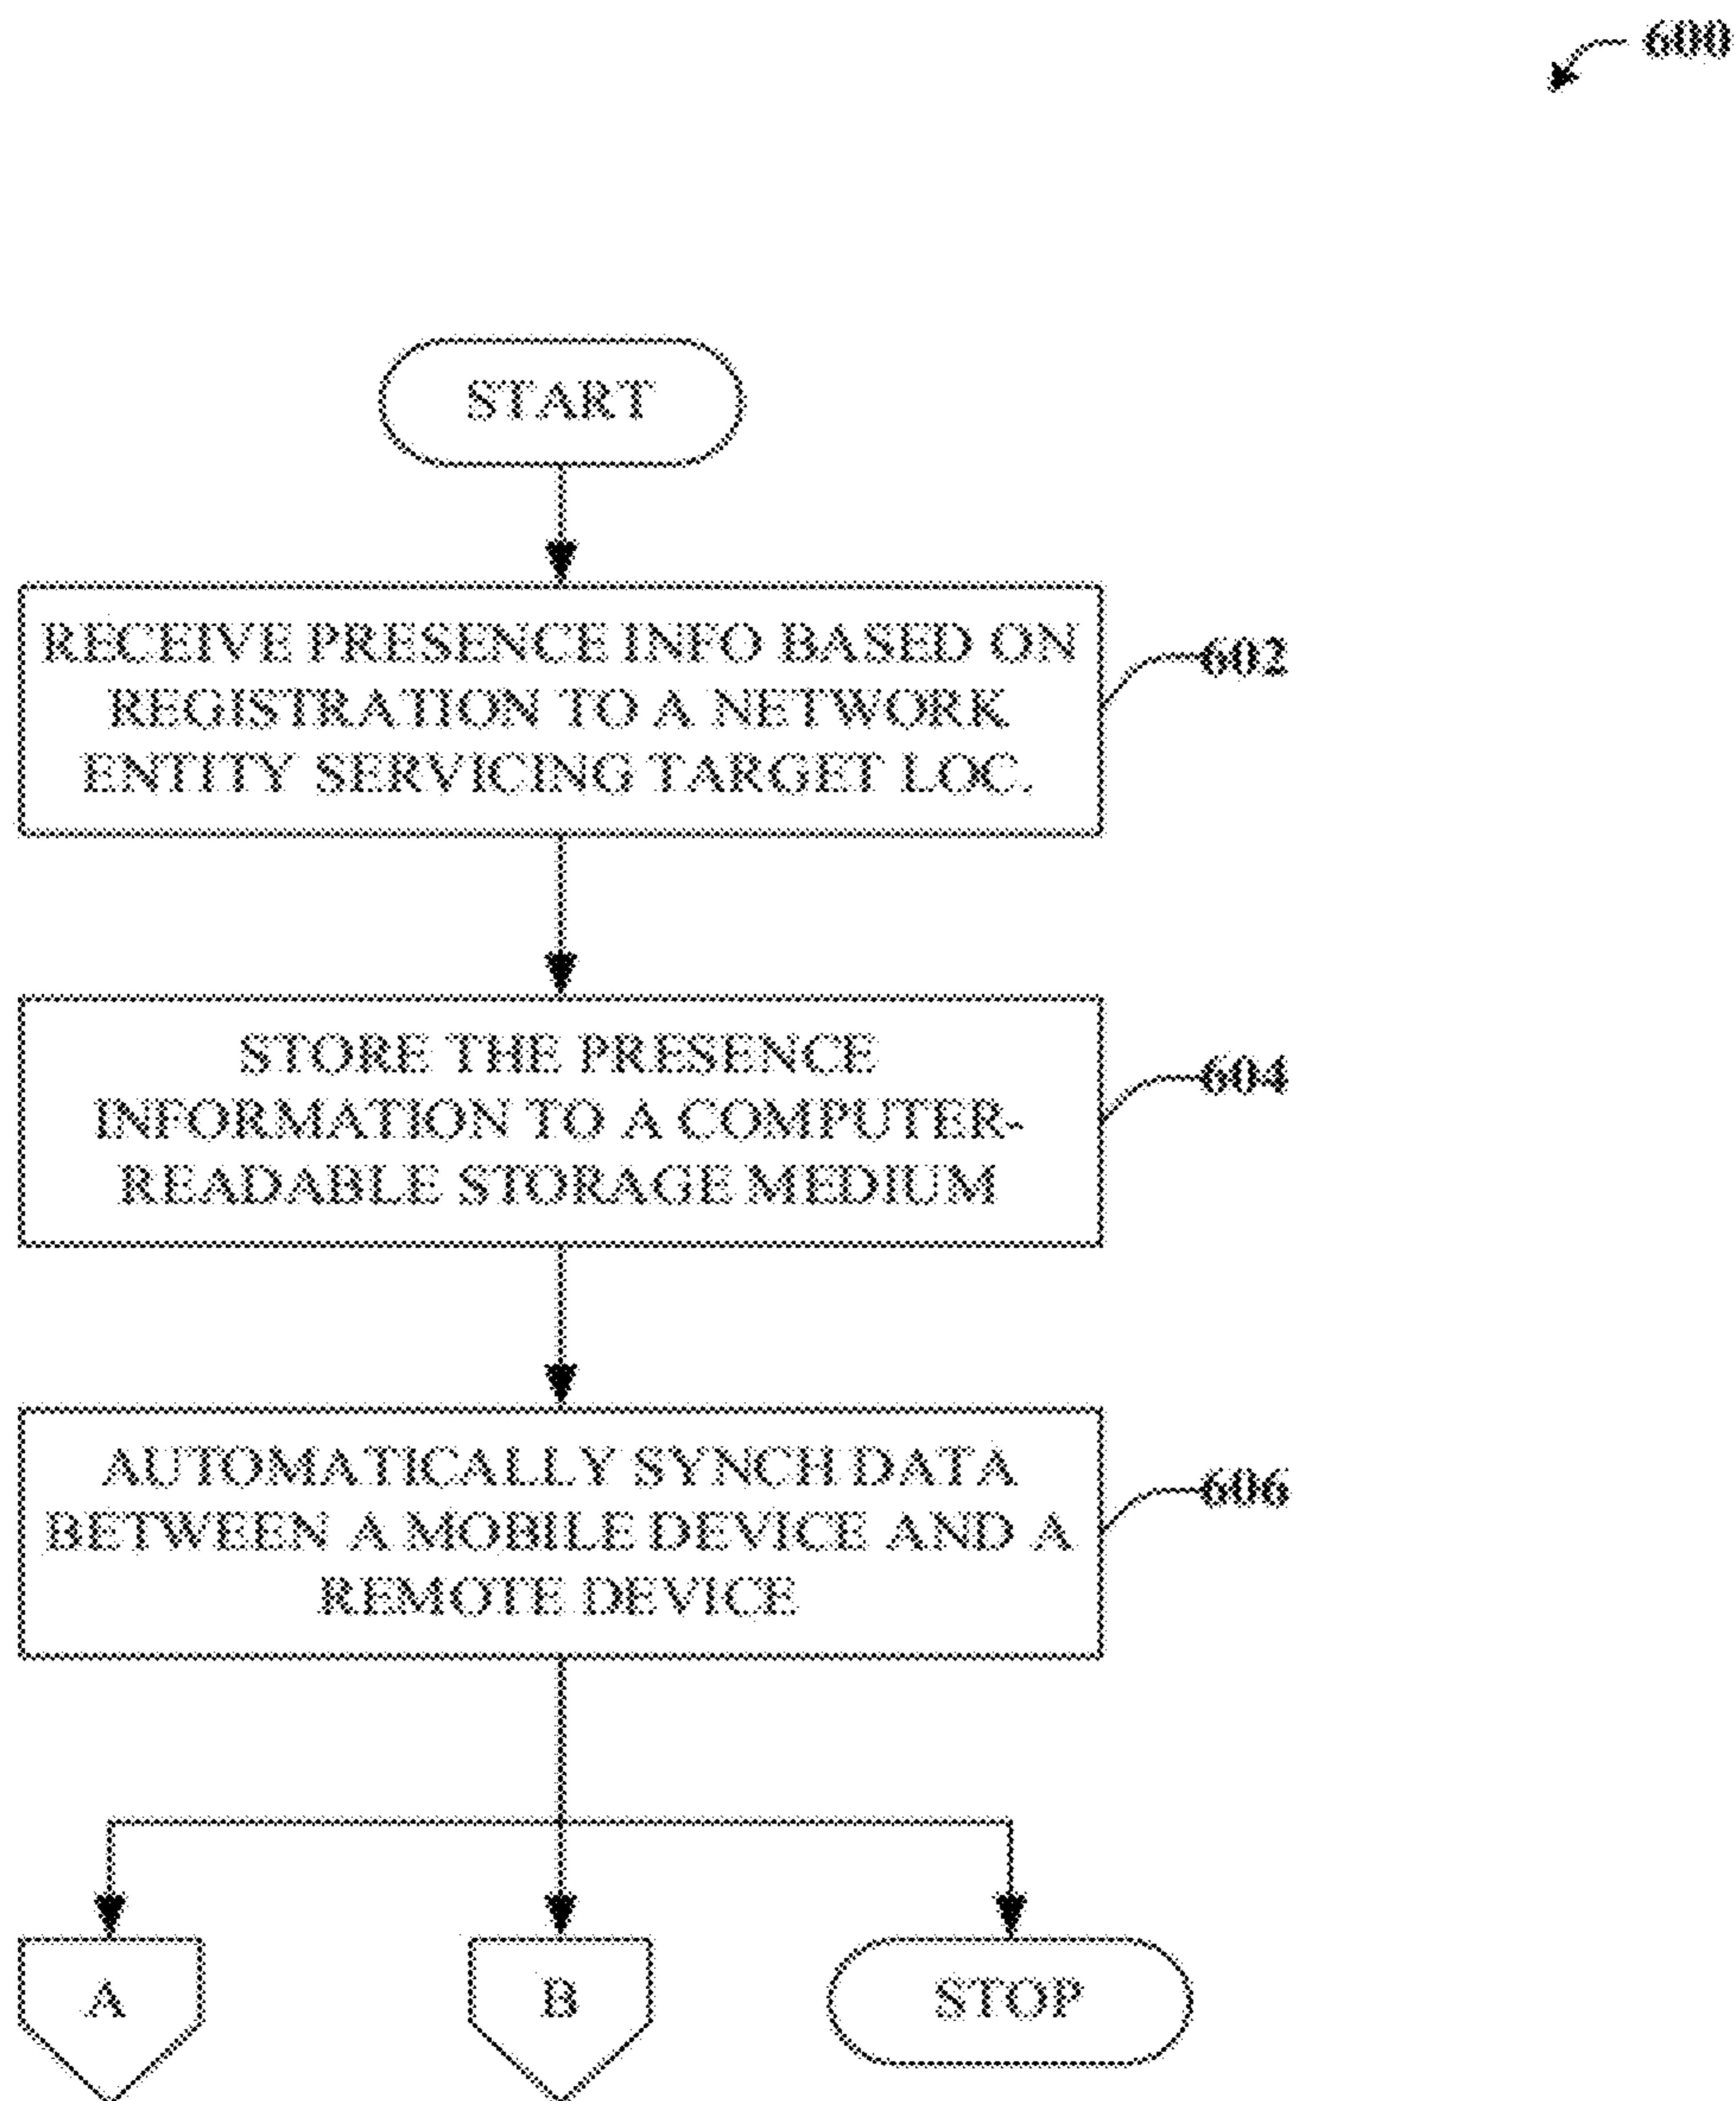 600
START
RECEIVE PRESENCE INFO BASED ON
REGISTRATION TO A NETWORK
ENTITY SERVICING TARGET LOC.
602
STORE THE PRESENCE
INFORMATION TO A COMPUTER-
READABLE STORAGE MEDIUM
604
AUTOMATICALLY SYNCH DATA
BETWEEN A MOBILE DEVICE AND A
REMOTE DEVICE
606
A
B
STOP